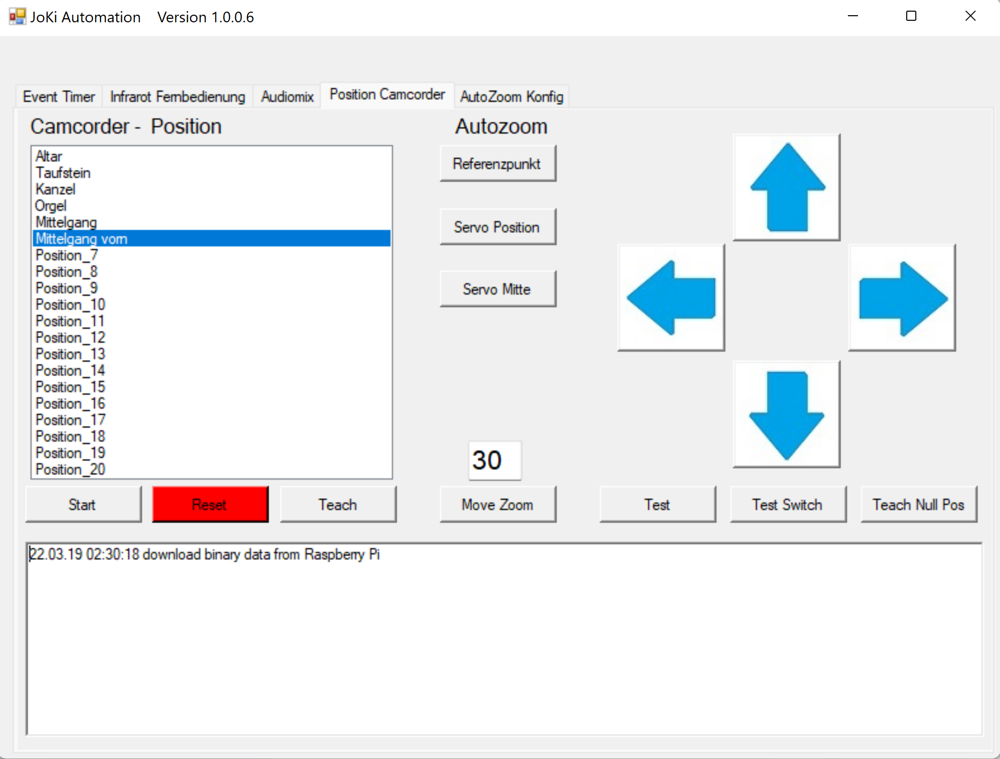 JoKi Automation    Version 1.0.0.6
Event Timer
Infrarot Fernbedienung
Audiomix
Position Camcorder
AutoZoom Konfig
Camcorder -  Position
Altar
Taufstein
Kanzel
Orgel
Mittelgang
Mittelgang vorn
Position_7
Position_8
Position_9
Position_10
Position_11
Position_12
Position_13
Position_14
Position_15
Position_16
Position_17
Position_18
Position_19
Position_20
Autozoom
Referenzpunkt
Servo Position
Servo Mitte
30
Start
Reset
Teach
Move Zoom
Test
Test Switch
Teach Null Pos
22.03.19 02:30:18 download binary data from Raspberry Pi